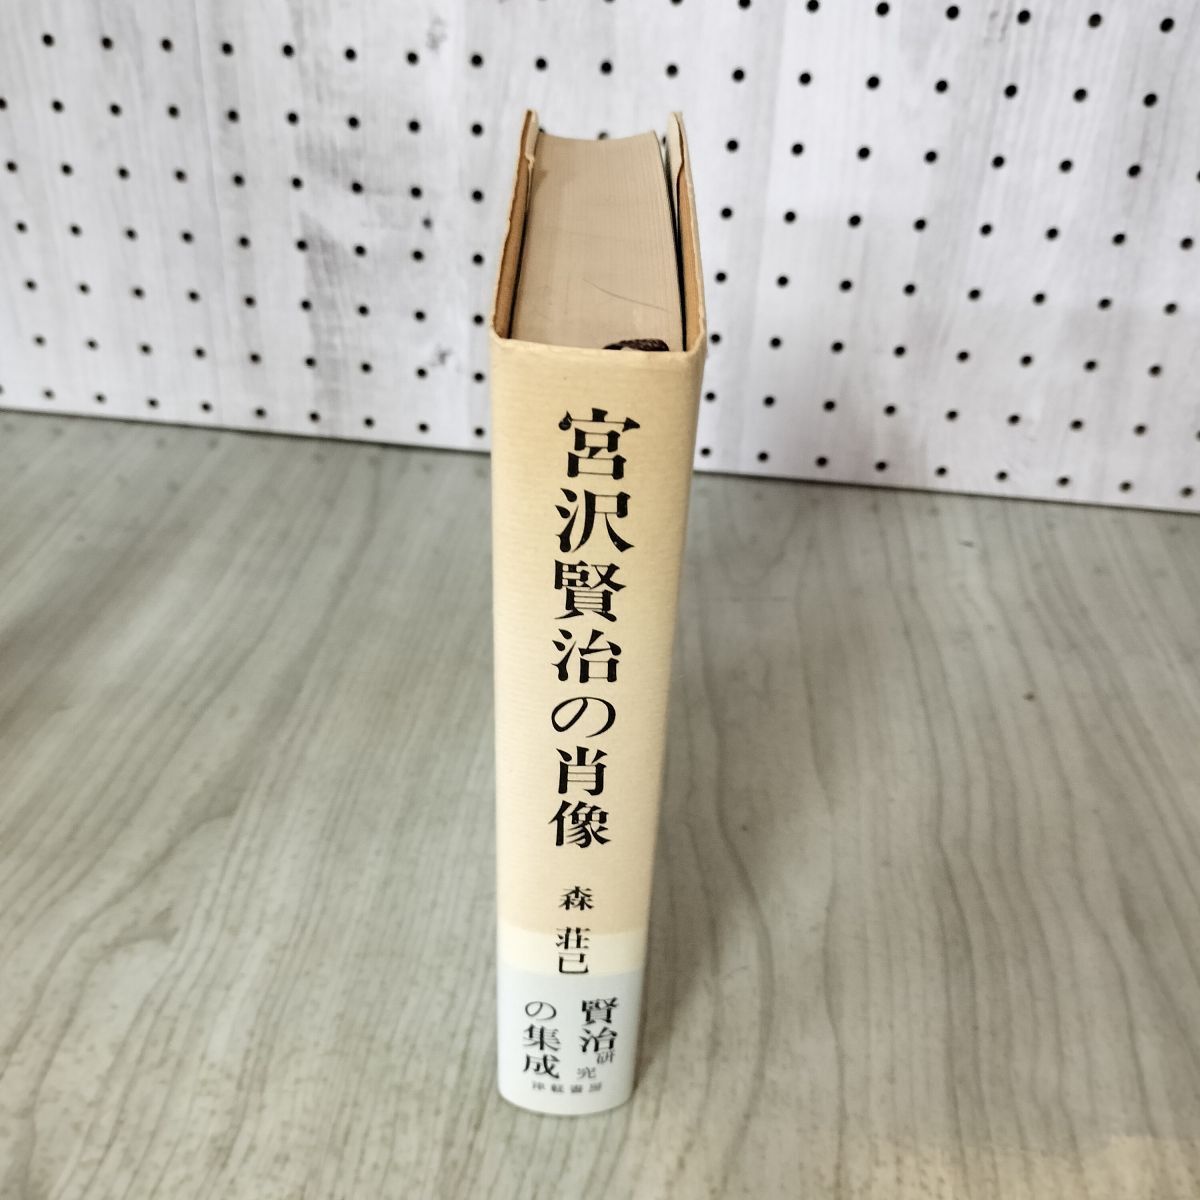 宮沢賢治の肖像
森 荘已
賢治研究
の集成
津軽書房